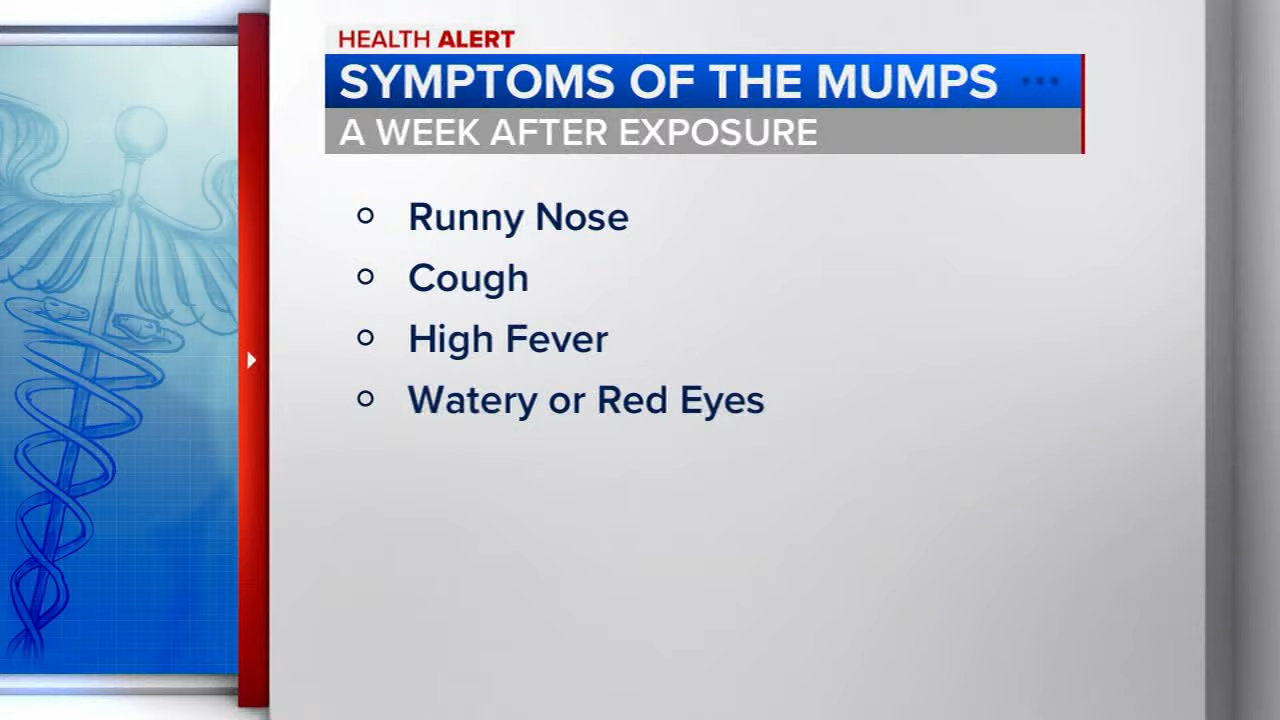 HEALTH ALERT
SYMPTOMS OF THE MUMPS
A WEEK AFTER EXPOSURE
Runny Nose
Cough
High Fever
Watery or Red Eyes